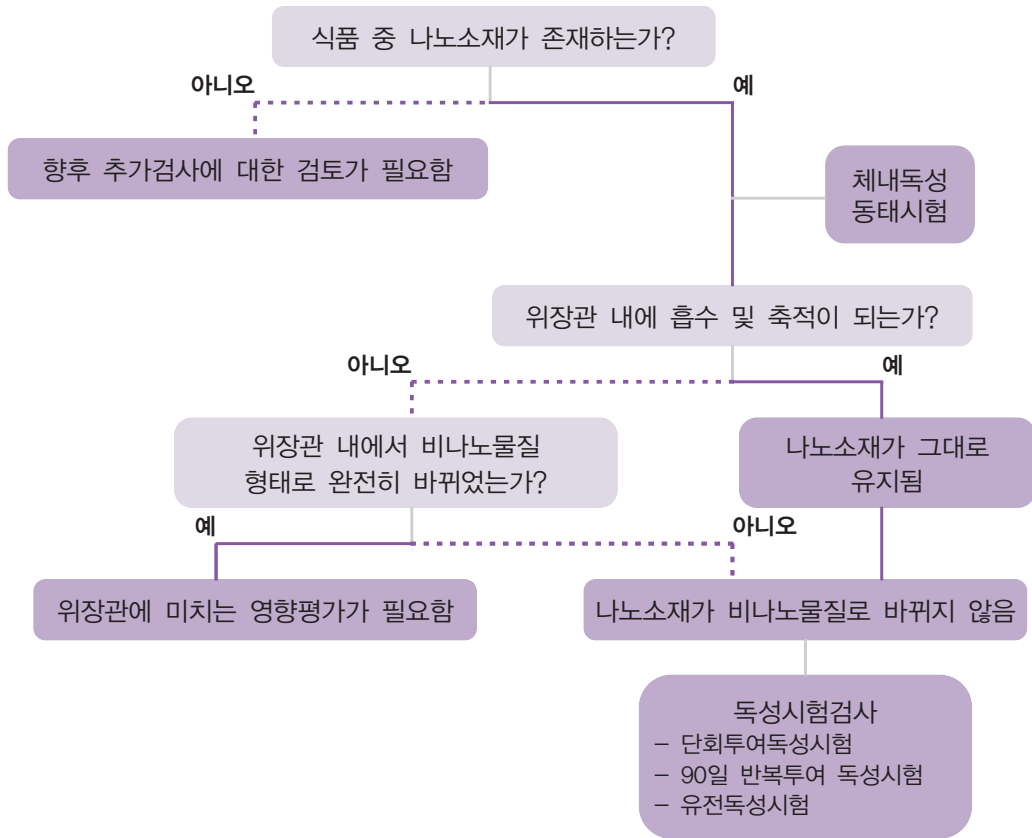 식품 중 나노소재가 존재하는가?
아니오
예
향후 추가검사에 대한 검토가 필요함
체내독성
동태시험
위장관 내에 흡수 및 축적이 되는가?
아니오
예
위장관 내에서 비나노물질
형태로 완전히 바뀌었는가?
나노소재가 그대로
유지됨
예
아니오
위장관에 미치는 영향평가가 필요함
나노소재가 비나노물질로 바뀌지 않음
독성시험검사
– 단회투여독성시험
– 90일 반복투여 독성시험
– 유전독성시험